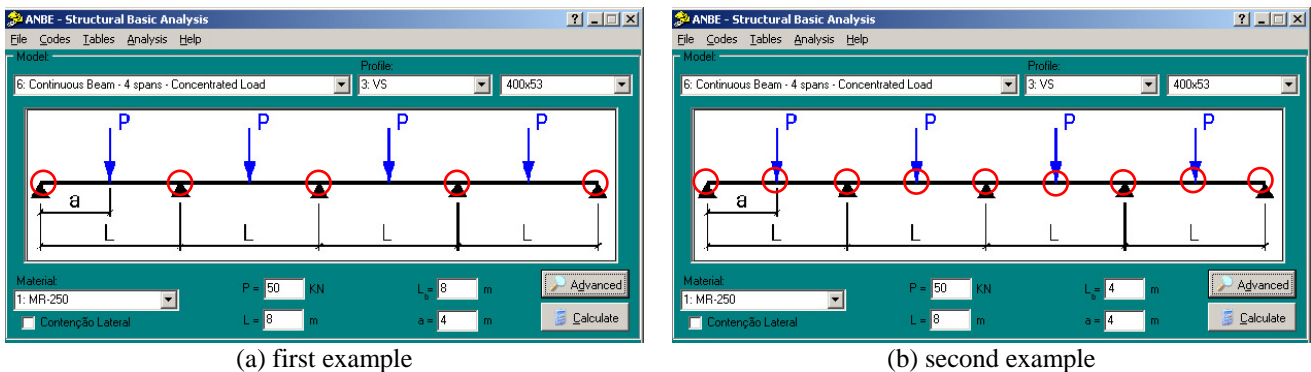 ANBE - Structural Basic Analysis
File Codes Tables Analysis Help
Model:
Profile:
6: Continuous Beam - 4 spans - Concentrated Load
3: VS
400x53
P P P P
a
L L L L
Material:
1: MR-250
Contenção Lateral
P = 50 KN
L = 8 m
Lb = 8 m
a = 4 m
Advanced
Calculate
(a) first example
ANBE - Structural Basic Analysis
File Codes Tables Analysis Help
Model:
Profile:
6: Continuous Beam - 4 spans - Concentrated Load
3: VS
400x53
P P P P
a
L L L L
Material:
1: MR-250
Contenção Lateral
P = 50 KN
L = 8 m
Lb = 4 m
a = 4 m
Advanced
Calculate
(b) second example